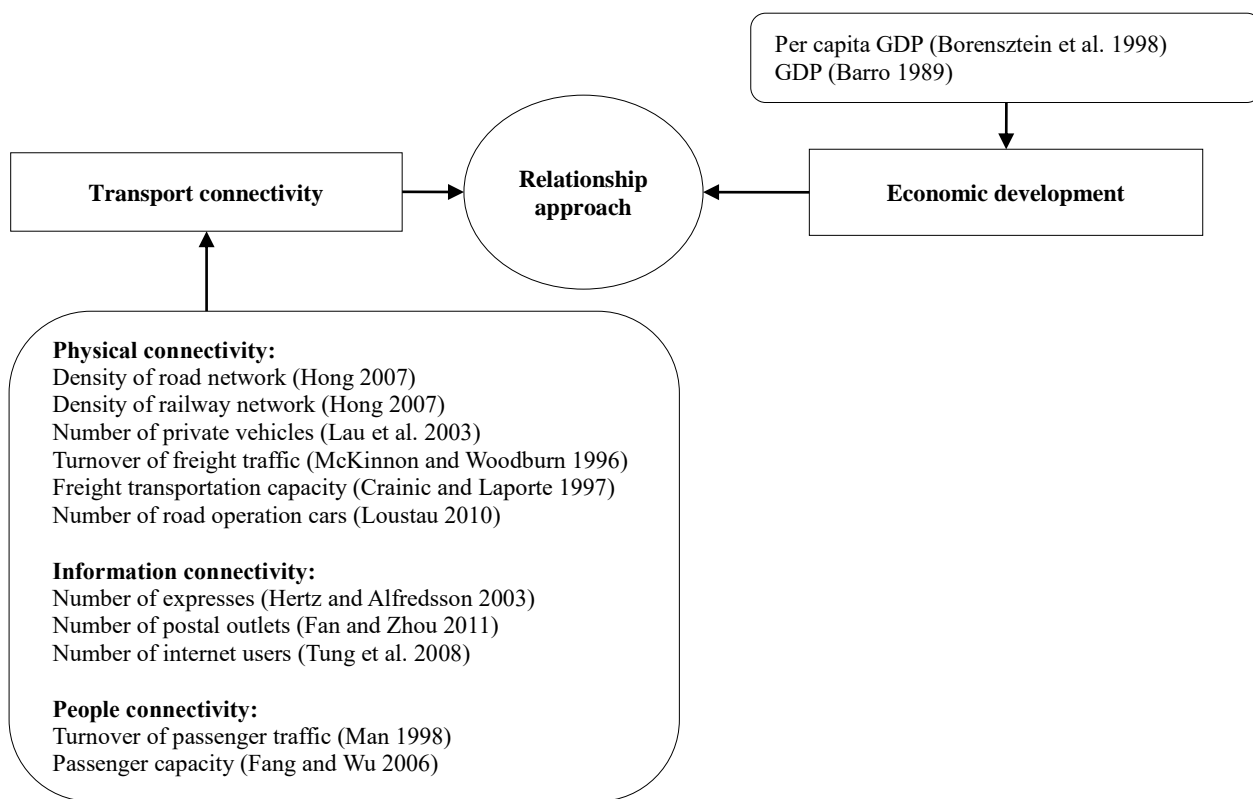 Per capita GDP (Borensztein et al. 1998)
GDP (Barro 1989)
Transport connectivity
Relationship
approach
Economic development
Physical connectivity:
Density of road network (Hong 2007)
Density of railway network (Hong 2007)
Number of private vehicles (Lau et al. 2003)
Turnover of freight traffic (McKinnon and Woodburn 1996)
Freight transportation capacity (Crainic and Laporte 1997)
Number of road operation cars (Loustau 2010)
Information connectivity:
Number of expresses (Hertz and Alfredsson 2003)
Number of postal outlets (Fan and Zhou 2011)
Number of internet users (Tung et al. 2008)
People connectivity:
Turnover of passenger traffic (Man 1998)
Passenger capacity (Fang and Wu 2006)